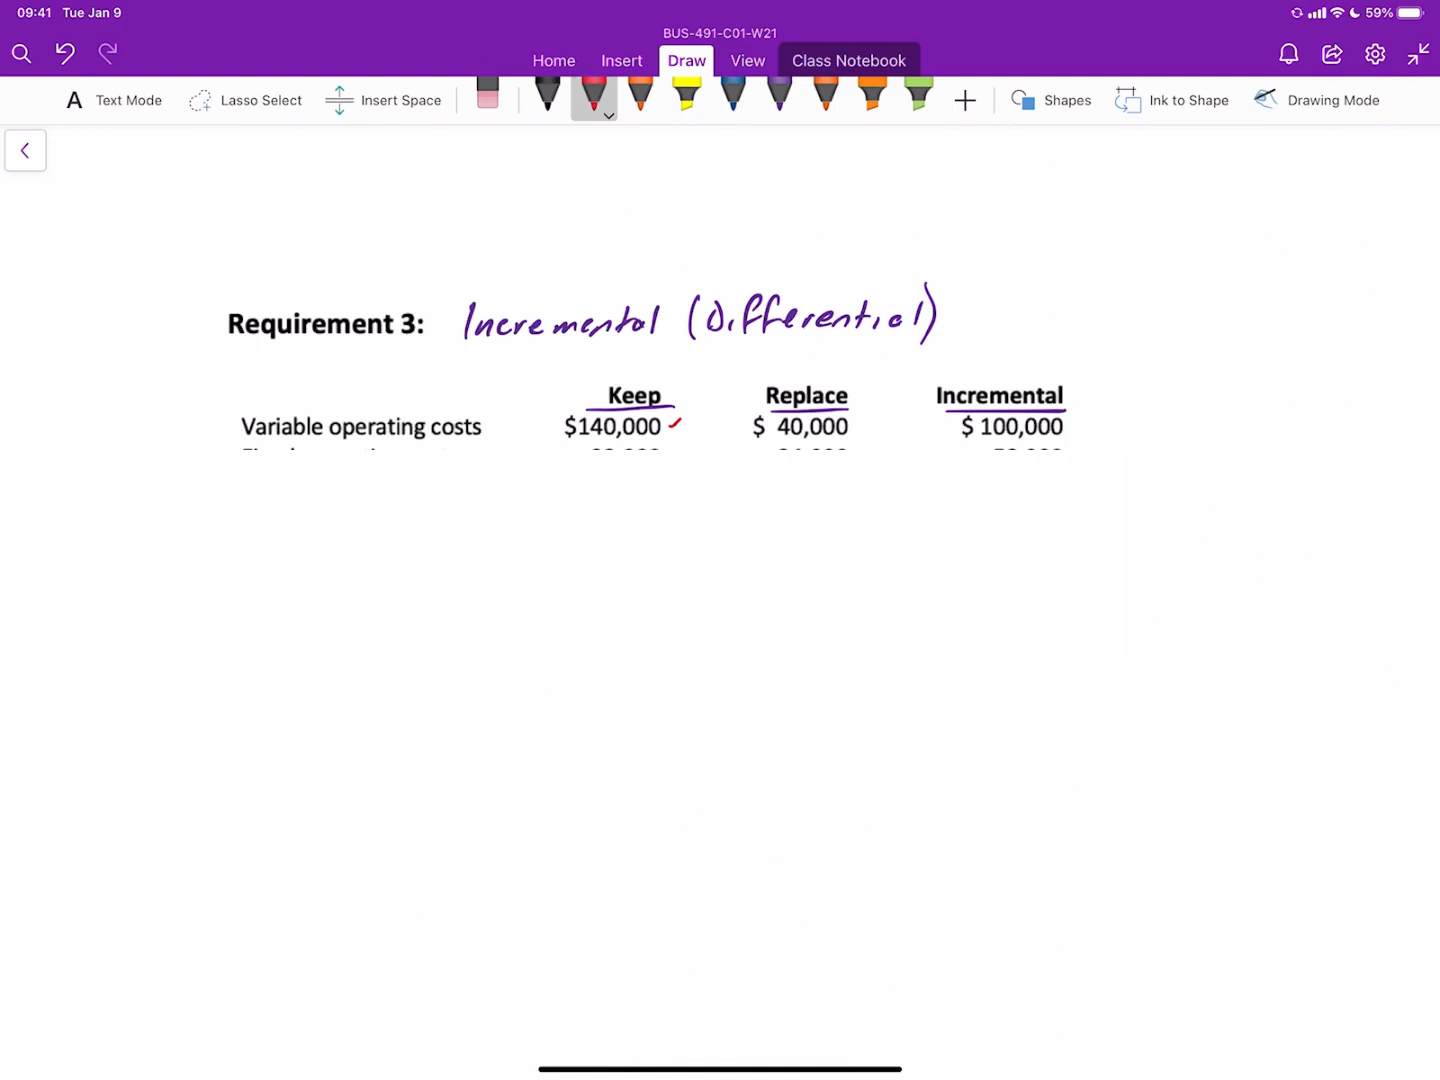 09:41 Tue Jan 9
59%
BUS-491-C01-W21
Home Insert Draw View Class Notebook
A Text Mode Lasso Select Insert Space Shapes Ink to Shape Drawing Mode
Requirement 3: Incremental (Differential)
Keep Replace Incremental
Variable operating costs $140,000 $ 40,000 $ 100,000